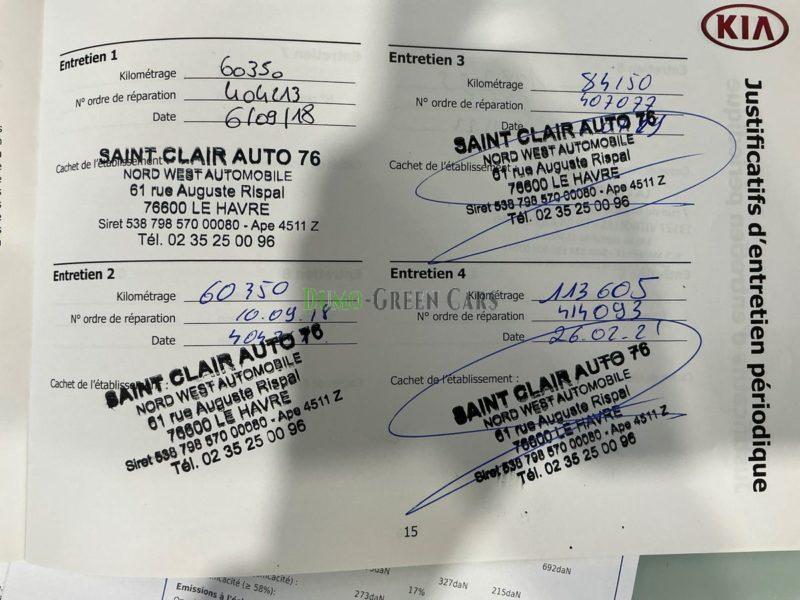 KIA
Justificatifs d'entretien périodique
Entretien 1
Kilométrage 60350
N° ordre de réparation 404213
Date 6/09/18
Cachet de l'établissement :
SAINT CLAIR AUTO 76
NORD WEST AUTOMOBILE
61 rue Auguste Rispal
76600 LE HAVRE
Siret 538 798 570 00080 - Ape 4511 Z
Tél. 02 35 25 00 96
Entretien 2
Kilométrage 60350
N° ordre de réparation 10.09.18
Date
Cachet de l'établissement :
SAINT CLAIR AUTO 76
NORD WEST AUTOMOBILE
61 rue Auguste Rispal
76600 LE HAVRE
Siret 538 798 570 00080 - Ape 4511 Z
Tél. 02 35 25 00 96
Entretien 3
Kilométrage 84150
N° ordre de réparation 407077
Date
Cachet de l'établissement :
SAINT CLAIR AUTO 76
NORD WEST AUTOMOBILE
61 rue Auguste Rispal
76600 LE HAVRE
Siret 538 798 570 00080 - Ape 4511 Z
Tél. 02 35 25 00 96
Entretien 4
Kilométrage 113605
N° ordre de réparation 414093
Date 26.02.21
Cachet de l'établissement :
SAINT CLAIR AUTO 76
NORD WEST AUTOMOBILE
61 rue Auguste Rispal
76600 LE HAVRE
Siret 538 798 570 00080 - Ape 4511 Z
Tél. 02 35 25 00 96
Demo-Green Cars
15
(≥ 58%):
273daN 17% 327daN 215daN 692daN